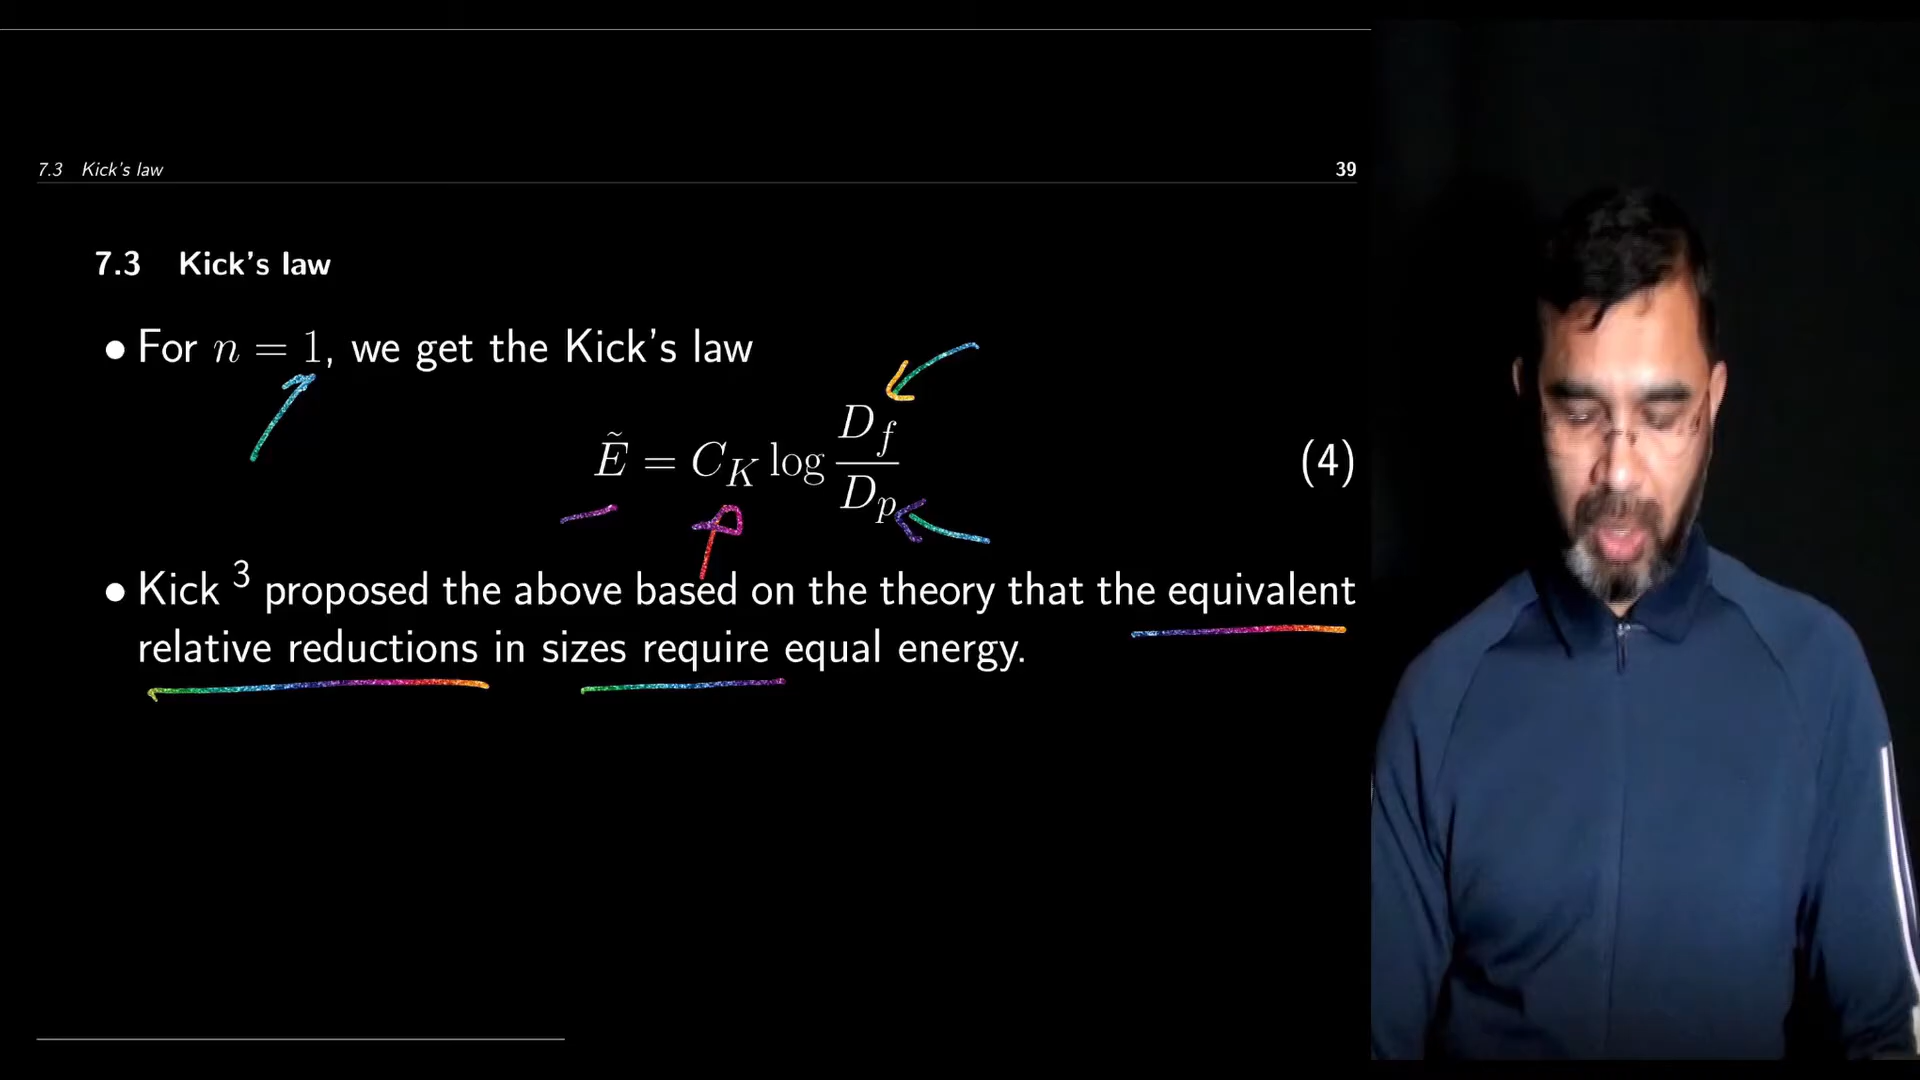 7.3 Kick's law 39
7.3 Kick's law
• For n = 1, we get the Kick's law
Ẽ = C_K log D_f / D_p (4)
• Kick ³ proposed the above based on the theory that the equivalent
relative reductions in sizes require equal energy.